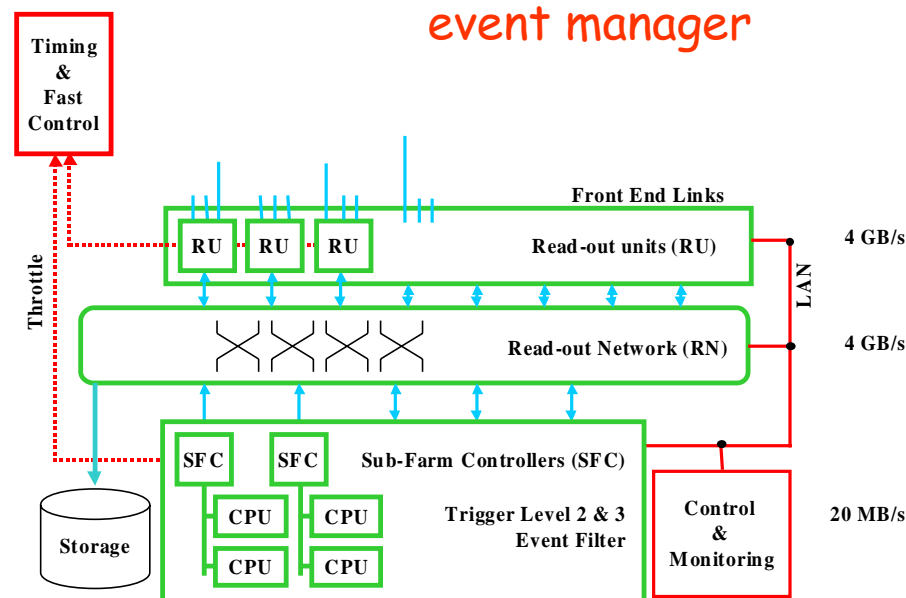 event manager
Timing
&
Fast
Control
Front End Links
RU
RU
RU
Read-out units (RU)
4 GB/s
LAN
Throttle
Read-out Network (RN)
4 GB/s
SFC
SFC
Sub-Farm Controllers (SFC)
CPU
CPU
Trigger Level 2 & 3
Event Filter
CPU
CPU
Control
&
Monitoring
20 MB/s
Storage